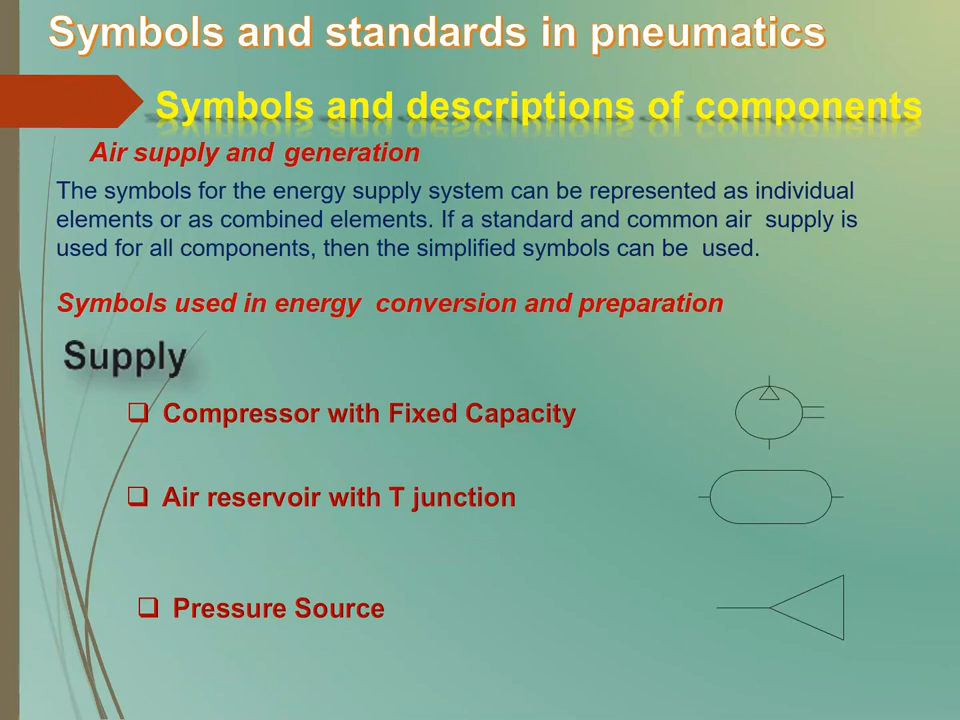 Symbols and standards in pneumatics
Symbols and descriptions of components
Air supply and generation
The symbols for the energy supply system can be represented as individual
elements or as combined elements. If a standard and common air supply is
used for all components, then the simplified symbols can be used.
Symbols used in energy conversion and preparation
Supply
Compressor with Fixed Capacity
Air reservoir with T junction
Pressure Source